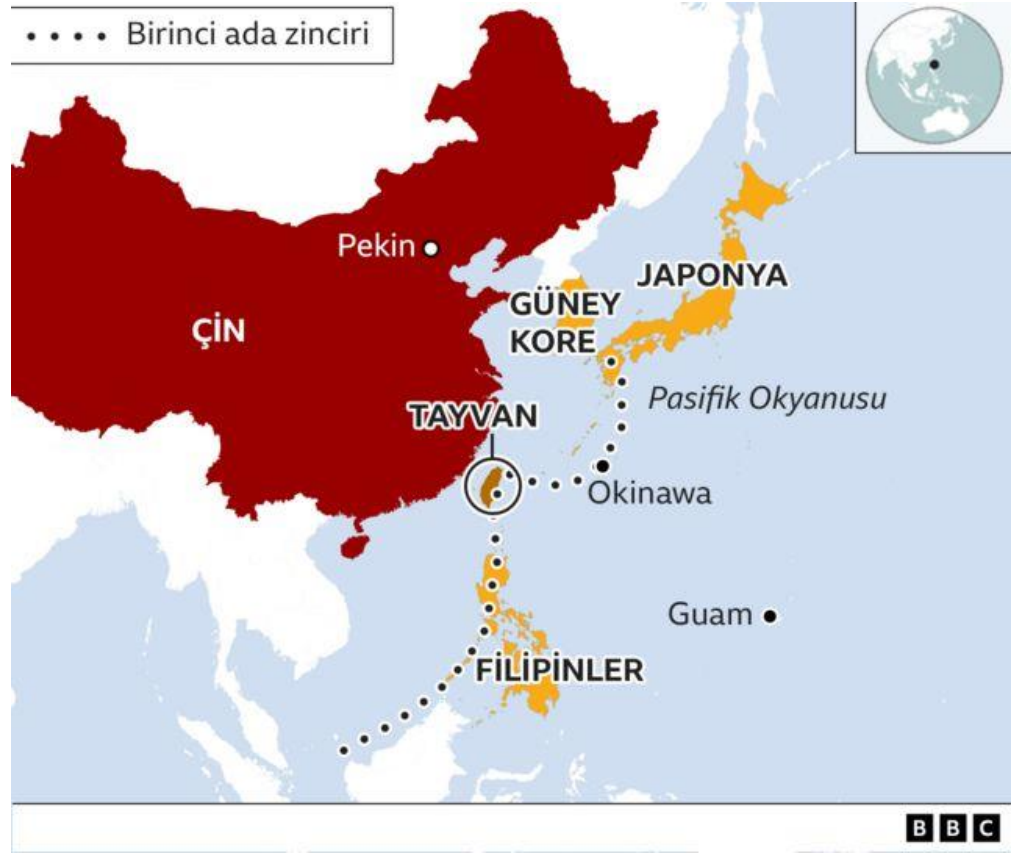 Birinci ada zinciri
Pekin
ÇİN
GÜNEY
KORE
JAPONYA
Pasifik Okyanusu
TAYVAN
Okinawa
Guam
FİLİPİNLER
BBC